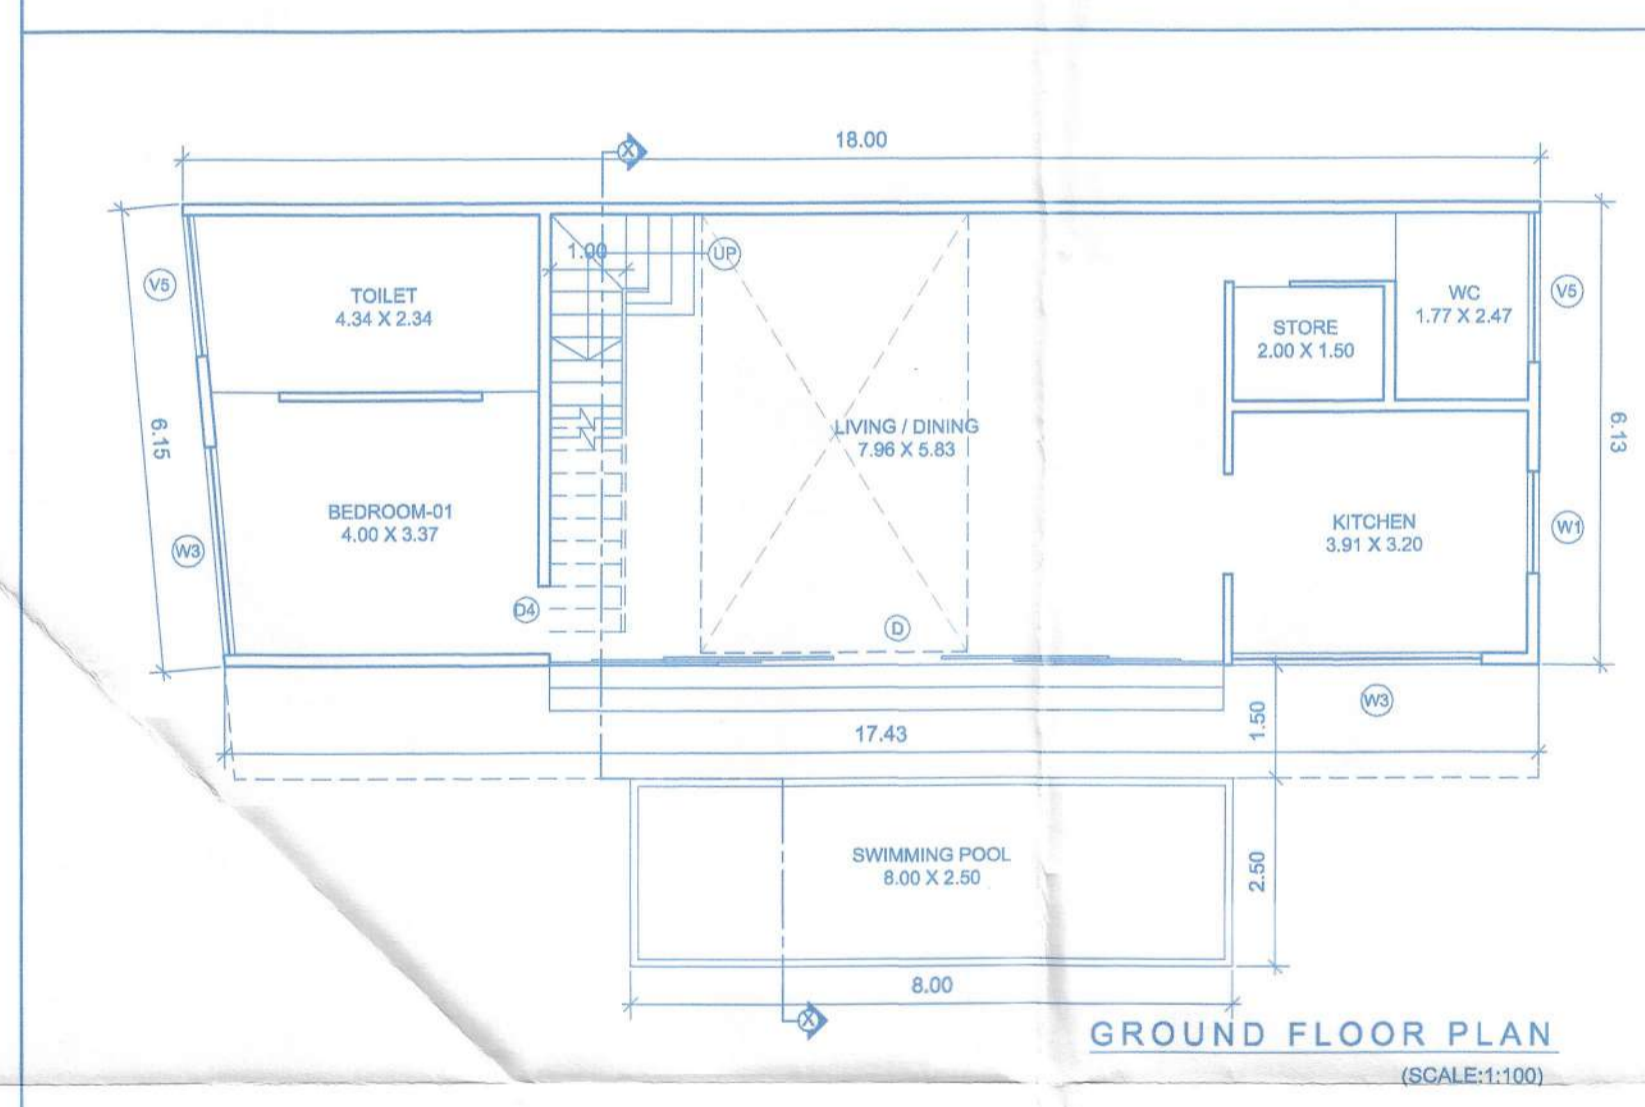 18.00
X
1.00
UP
V5
TOILET
4.34 X 2.34
WC
1.77 X 2.47
V5
STORE
2.00 X 1.50
6.15
LIVING / DINING
7.96 X 5.83
6.13
BEDROOM-01
4.00 X 3.37
KITCHEN
3.91 X 3.20
W1
W3
D4
D
W3
1.50
17.43
SWIMMING POOL
8.00 X 2.50
2.50
8.00
X
GROUND FLOOR PLAN
(SCALE:1:100)